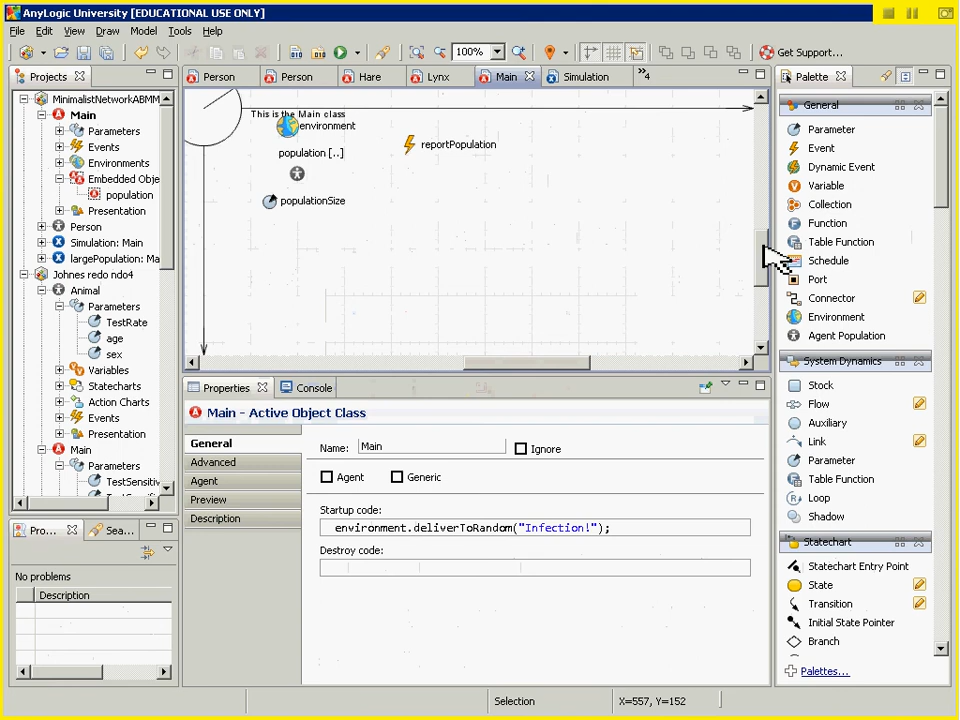 AnyLogic University [EDUCATIONAL USE ONLY]
File Edit View Draw Model Tools Help
100% Get Support...
Projects
Person Person Hare Lynx Main Simulation »4
Palette
MinimalistNetworkABMM
Main
Parameters
Events
Environments
Embedded Obje
population
Presentation
Person
Simulation: Main
largePopulation: Ma
Johnes redo ndo4
Animal
Parameters
TestRate
age
sex
Variables
Statecharts
Action Charts
Events
Presentation
Main
Parameters
TestSensitiv
This is the Main class
environment
population [..]
populationSize
reportPopulation
General
Parameter
Event
Dynamic Event
Variable
Collection
Function
Table Function
Schedule
Port
Connector
Environment
Agent Population
System Dynamics
Stock
Flow
Auxiliary
Link
Parameter
Table Function
Loop
Shadow
Statechart
Statechart Entry Point
State
Transition
Initial State Pointer
Branch
Palettes...
Properties Console
Main - Active Object Class
General
Advanced
Agent
Preview
Description
Name: Main Ignore
Agent Generic
Startup code:
environment.deliverToRandom("Infection!");
Destroy code:
Pro... Sea...
No problems
Description
Selection X=557, Y=152